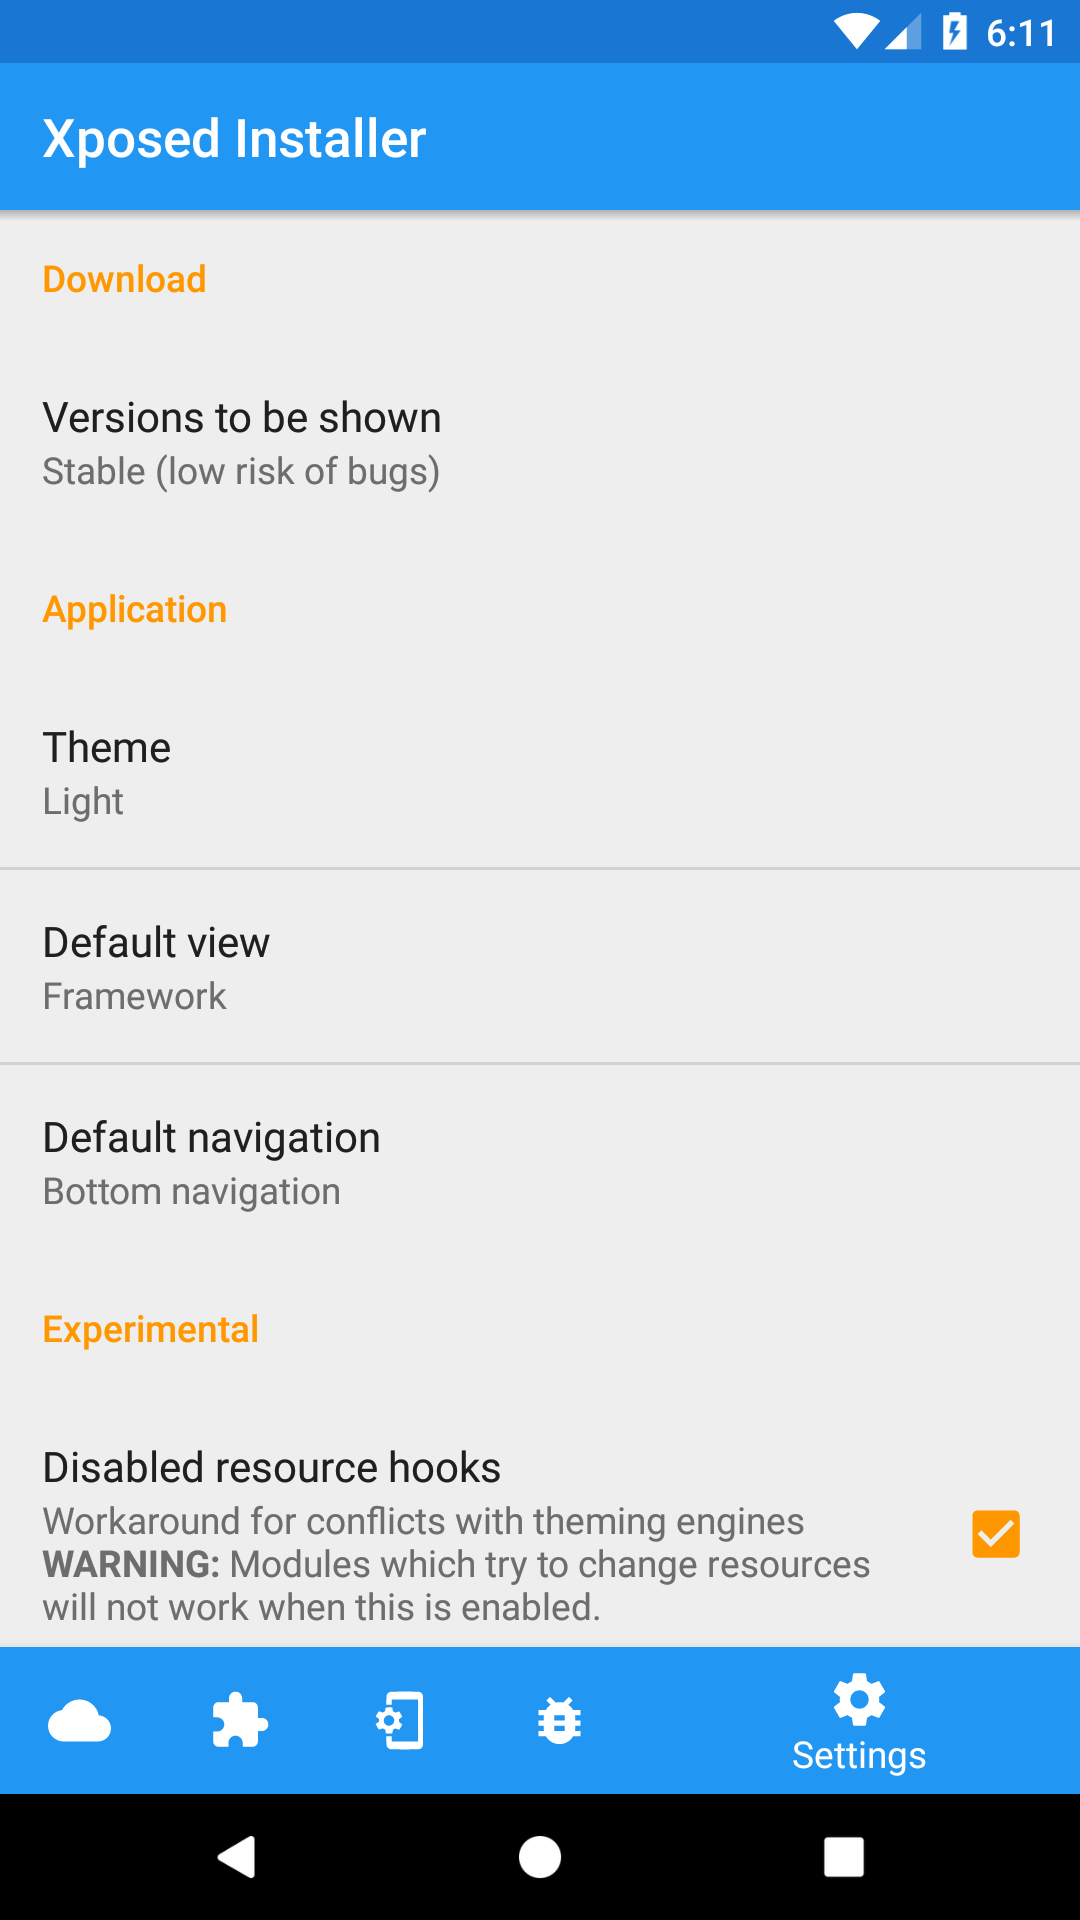 6:11
Xposed Installer
Download
Versions to be shown
Stable (low risk of bugs)
Application
Theme
Light
Default view
Framework
Default navigation
Bottom navigation
Experimental
Disabled resource hooks
Workaround for conflicts with theming engines
WARNING: Modules which try to change resources
will not work when this is enabled.
Settings